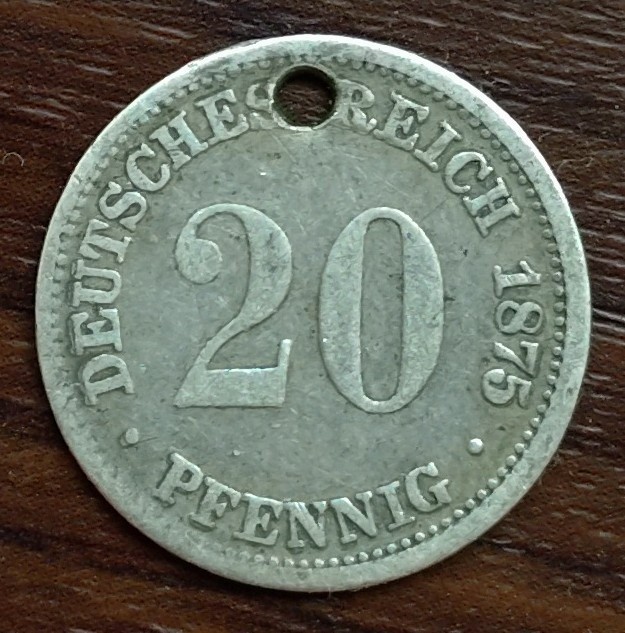 DEUTSCHES REICH 1875
20
PFENNIG